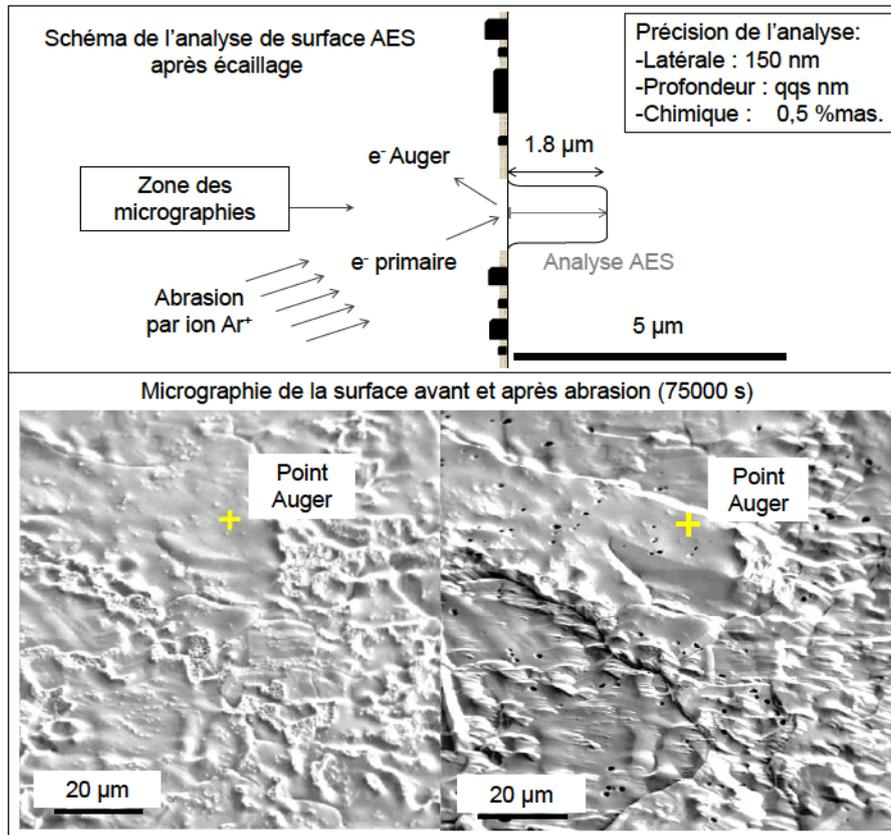 Schéma de l'analyse de surface AES
après écaillage
Précision de l'analyse:
-Latérale : 150 nm
-Profondeur : qqs nm
-Chimique : 0,5 %mas.
1.8 µm
e- Auger
Zone des
micrographies
e- primaire
Analyse AES
Abrasion
par ion Ar+
5 µm
Micrographie de la surface avant et après abrasion (75000 s)
Point
Auger
Point
Auger
20 µm
20 µm